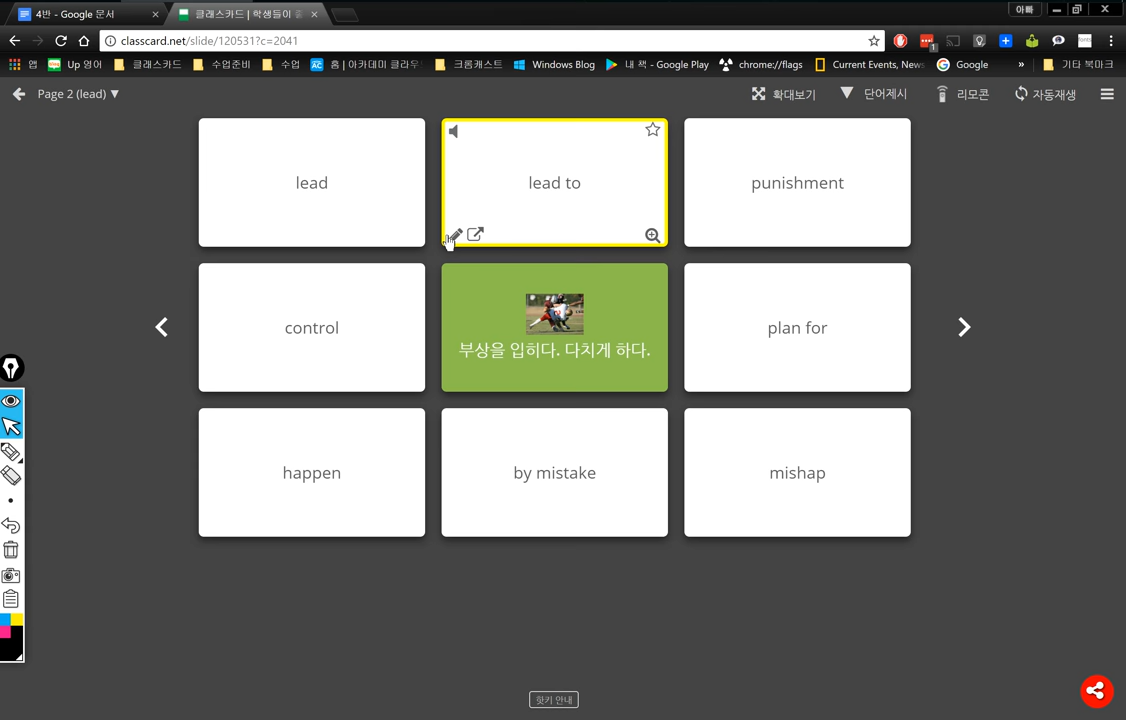 4반 - Google 문서
클래스카드 | 학생들이 좋
아빠
classcard.net/slide/120531?c=2041
앱 Up 영어 클래스카드 수업준비 수업 홈 | 아카데미 클라우 크롬캐스트 Windows Blog 내 책 - Google Play chrome://flags Current Events, News Google » 기타 북마크
Page 2 (lead) ▼
확대보기 ▼ 단어제시 리모콘 자동재생
lead
lead to
punishment
control
부상을 입히다. 다치게 하다.
plan for
happen
by mistake
mishap
핫키 안내